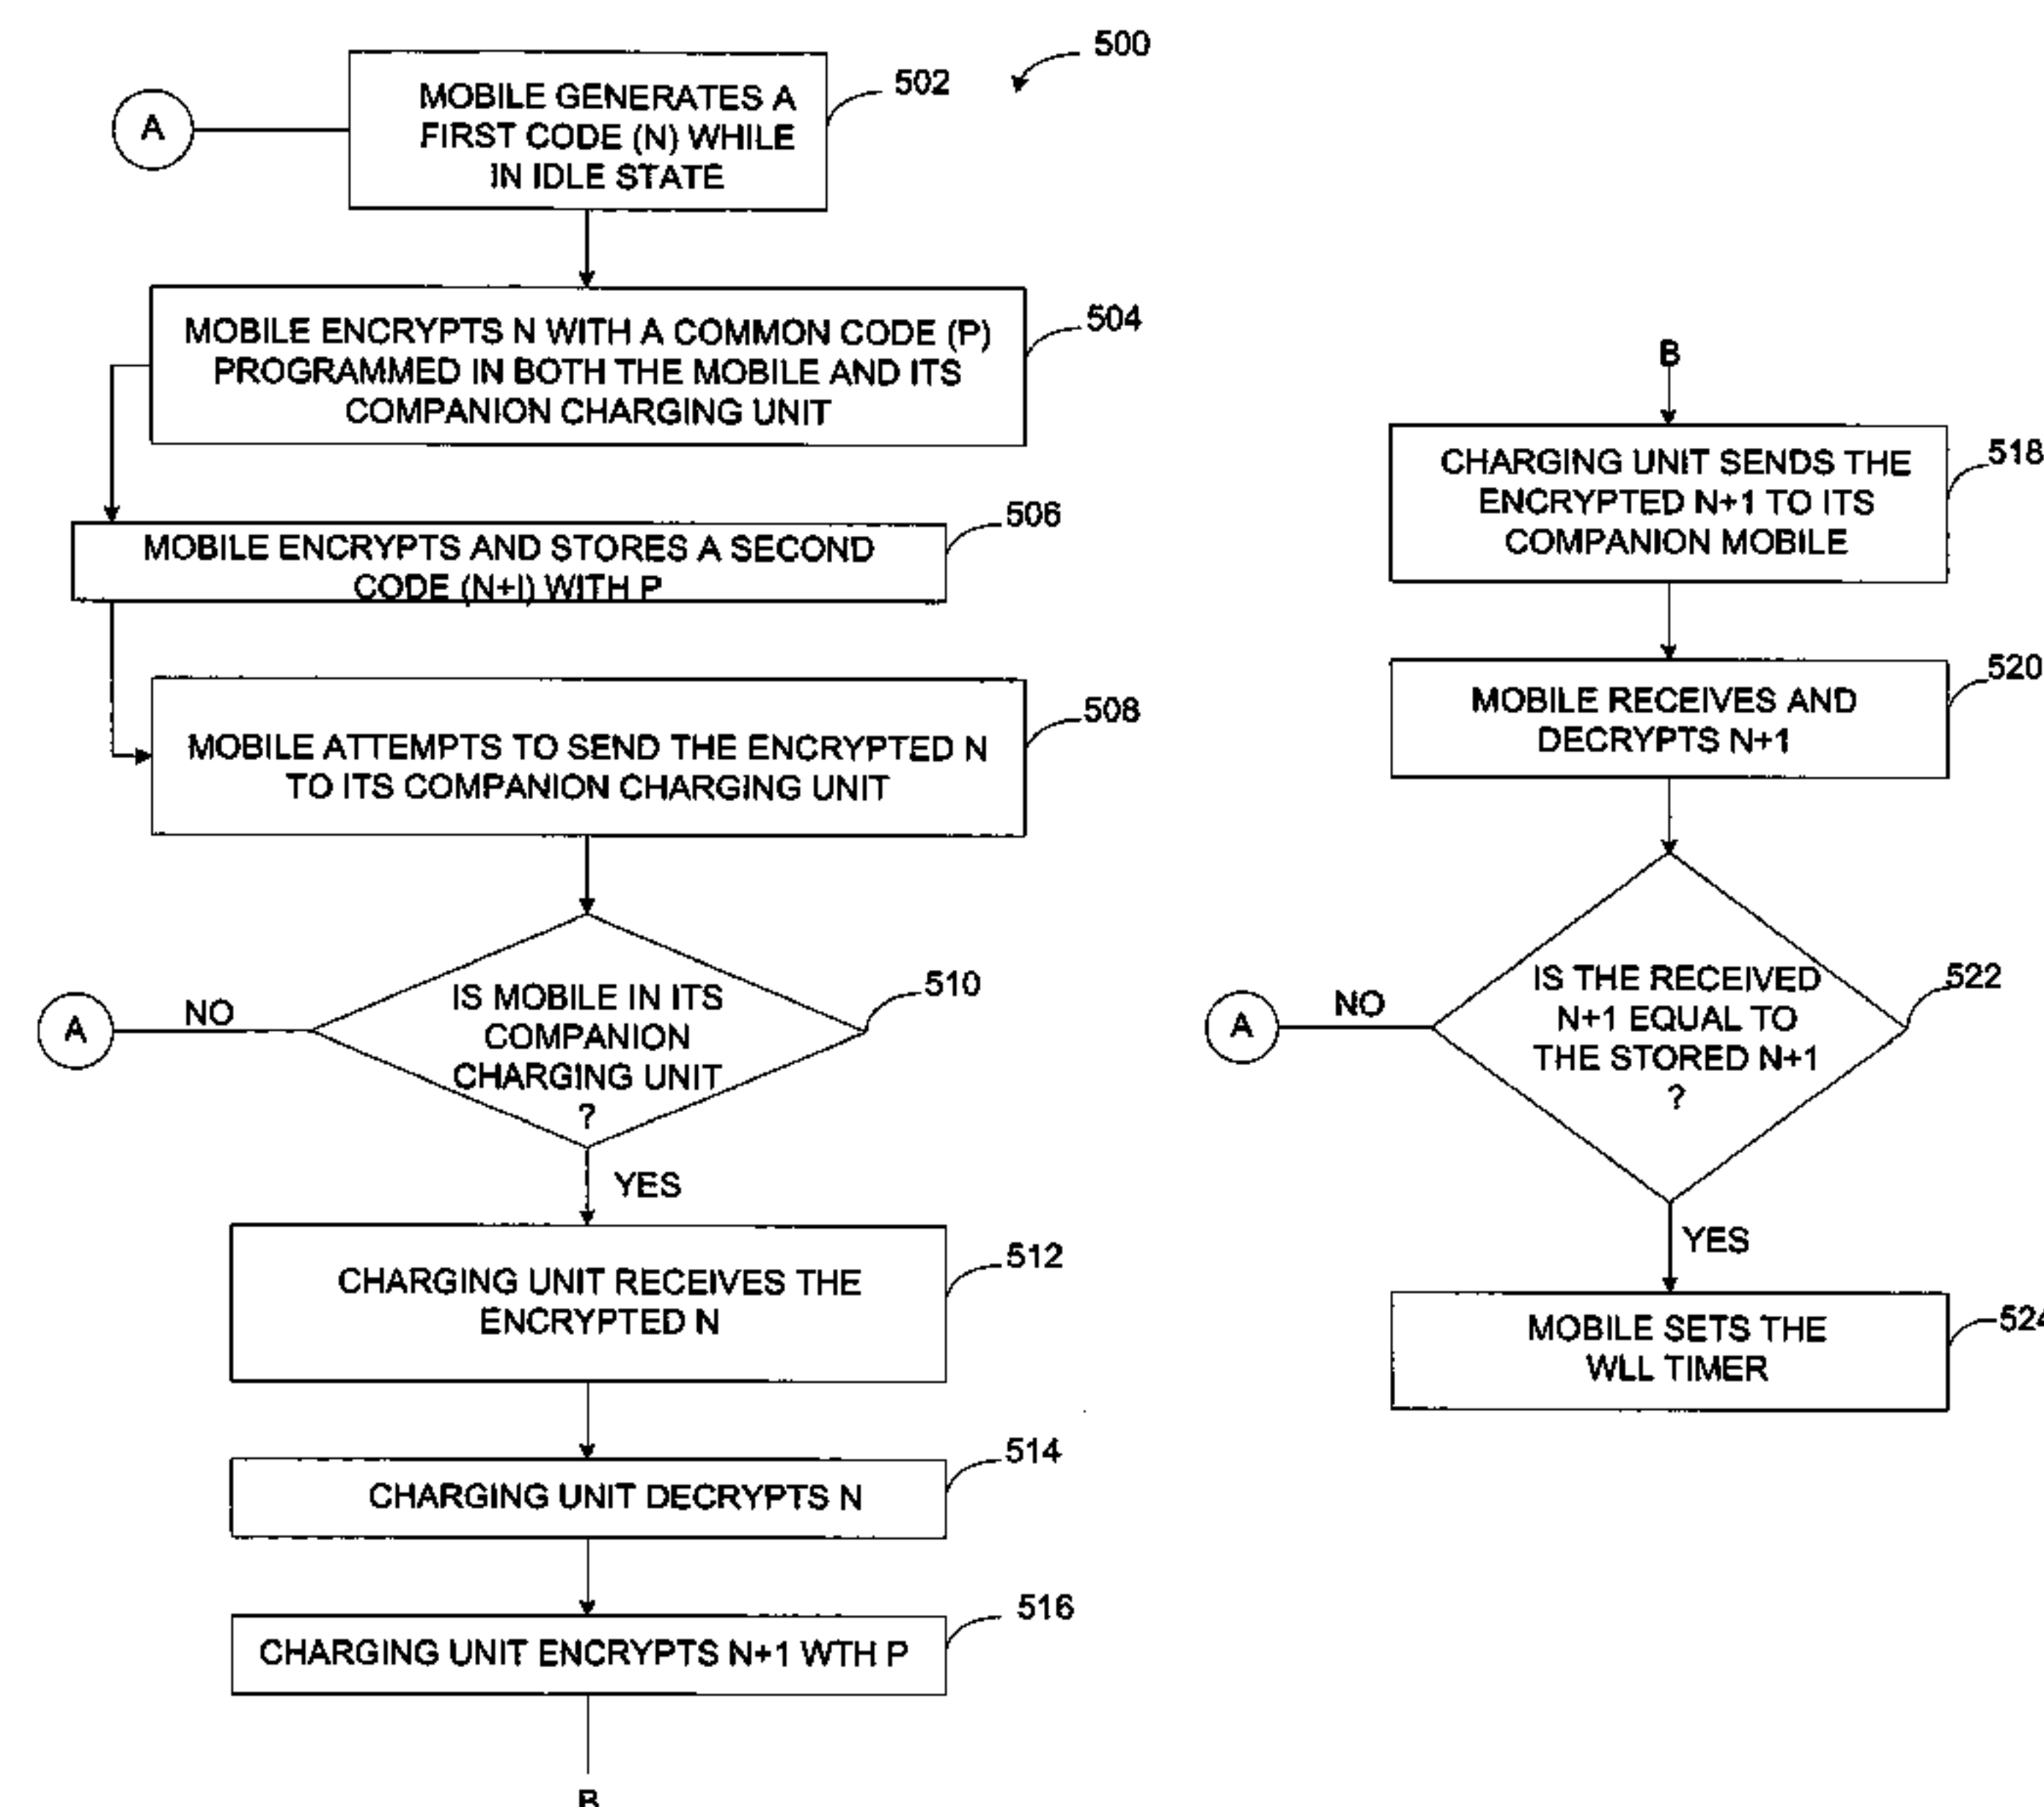 500
A
MOBILE GENERATES A
FIRST CODE (N) WHILE
IN IDLE STATE
502
MOBILE ENCRYPTS N WITH A COMMON CODE (P)
PROGRAMMED IN BOTH THE MOBILE AND ITS
COMPANION CHARGING UNIT
504
MOBILE ENCRYPTS AND STORES A SECOND
CODE (N+I) WITH P
506
MOBILE ATTEMPTS TO SEND THE ENCRYPTED N
TO ITS COMPANION CHARGING UNIT
508
IS MOBILE IN ITS
COMPANION
CHARGING UNIT
?
510
NO
A
YES
CHARGING UNIT RECEIVES THE
ENCRYPTED N
512
CHARGING UNIT DECRYPTS N
514
CHARGING UNIT ENCRYPTS N+1 WTH P
516
B
B
CHARGING UNIT SENDS THE
ENCRYPTED N+1 TO ITS
COMPANION MOBILE
518
MOBILE RECEIVES AND
DECRYPTS N+1
520
IS THE RECEIVED
N+1 EQUAL TO
THE STORED N+1
?
522
NO
A
YES
MOBILE SETS THE
WLL TIMER
524